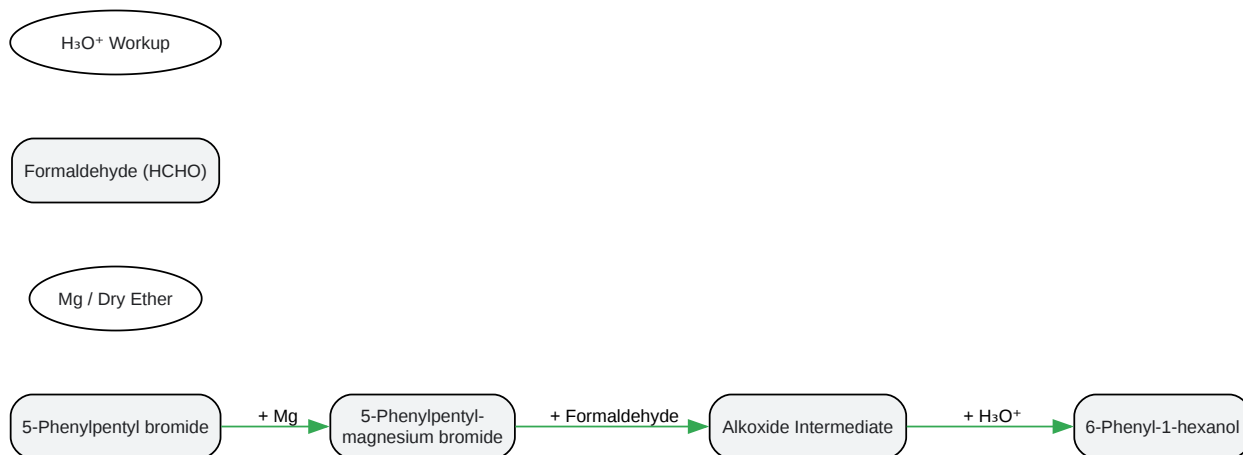 H₃O⁺ Workup
Formaldehyde (HCHO)
Mg / Dry Ether
5-Phenylpentyl bromide
+ Mg
5-Phenylpentyl-
magnesium bromide
+ Formaldehyde
Alkoxide Intermediate
+ H₃O⁺
6-Phenyl-1-hexanol